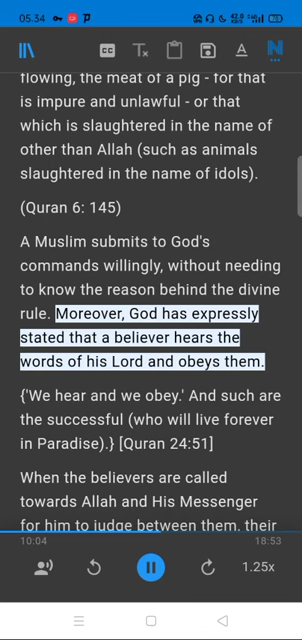 05.34
42.0
KB/S
78
CC
flowing, the meat of a pig - for that
is impure and unlawful - or that
which is slaughtered in the name of
other than Allah (such as animals
slaughtered in the name of idols).
(Quran 6: 145)
A Muslim submits to God's
commands willingly, without needing
to know the reason behind the divine
rule. Moreover, God has expressly
stated that a believer hears the
words of his Lord and obeys them.
{'We hear and we obey.' And such are
the successful (who will live forever
in Paradise).} [Quran 24:51]
When the believers are called
towards Allah and His Messenger
for him to judge between them, their
10:04
18:53
1.25x